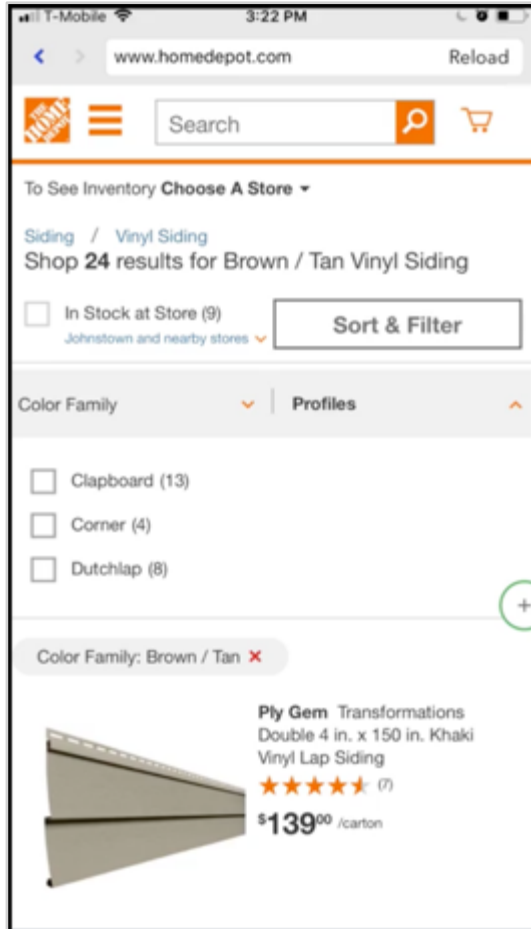 T-Mobile 3:22 PM
www.homedepot.com Reload
THE HOME DEPOT Search
To See Inventory Choose A Store
Siding / Vinyl Siding
Shop 24 results for Brown / Tan Vinyl Siding
In Stock at Store (9) Sort & Filter
Johnstown and nearby stores
Color Family Profiles
Clapboard (13)
Corner (4)
Dutchlap (8)
+
Color Family: Brown / Tan ×
Ply Gem Transformations
Double 4 in. x 150 in. Khaki
Vinyl Lap Siding
(7)
$139⁰⁰ /carton